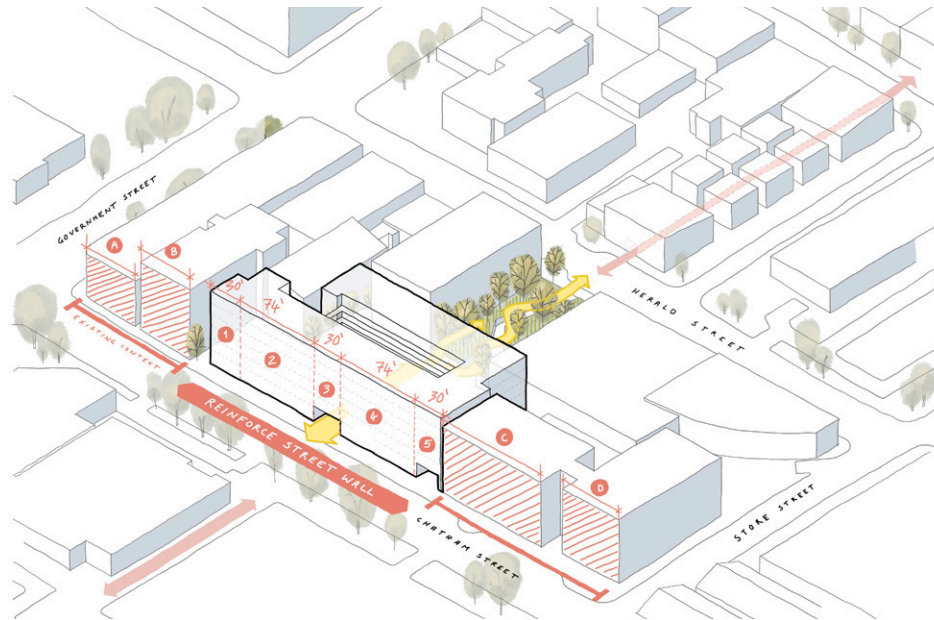 GOVERNMENT STREET
A
B
30'
74'
30'
74'
30'
1
2
3
4
5
C
D
EXISTING CONTEXT
REINFORCE STREET WALL
CHATHAM STREET
HERALD STREET
STORE STREET